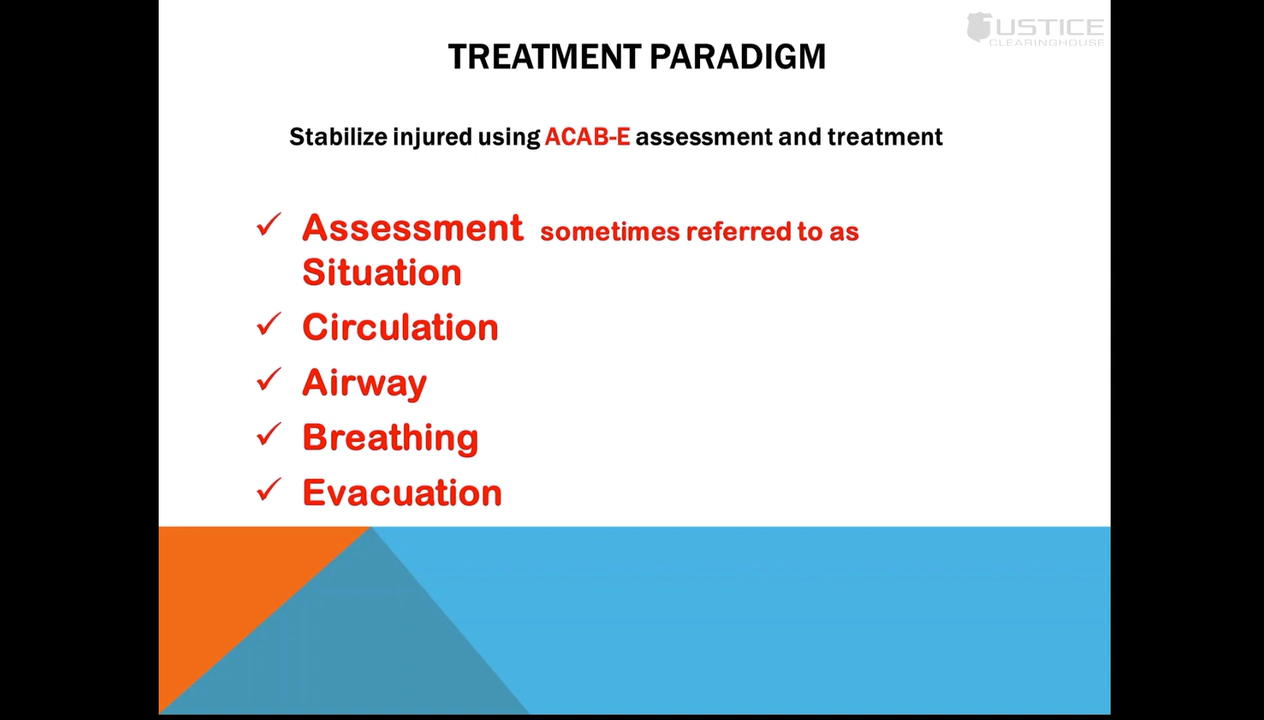 JUSTICE
CLEARINGHOUSE
TREATMENT PARADIGM
Stabilize injured using ACAB-E assessment and treatment
✓ Assessment sometimes referred to as
Situation
✓ Circulation
✓ Airway
✓ Breathing
✓ Evacuation